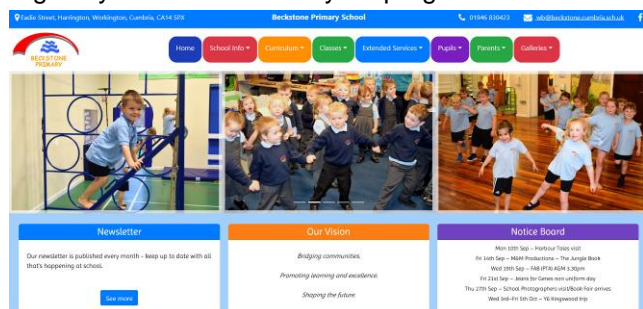 Eadie Street, Harrington, Workington, Cumbria, CA14 5PX
Beckstone Primary School
01946 830423
wb@beckstone.cumbria.sch.uk
BECKSTONE
PRIMARY
Home
School Info
Curriculum
Classes
Extended Services
Pupils
Parents
Galleries
Newsletter
Our newsletter is published every month - keep up to date with all
that's happening at school.
See more
Our Vision
Bridging communities,
Promoting learning and excellence.
Shaping the future.
Notice Board
Mon 10th Sep – Harbour Tales visit
Fri 14th Sep – M&M Productions – The Jungle Book
Wed 19th Sep – FAB (PTA) AGM 3.30pm
Fri 21st Sep – Jeans for Genes non uniform day
Thu 27th Sep – School Photographers visit/Book Fair arrives
Wed 3rd–Fri 5th Oct – Y6 Kingswood trip